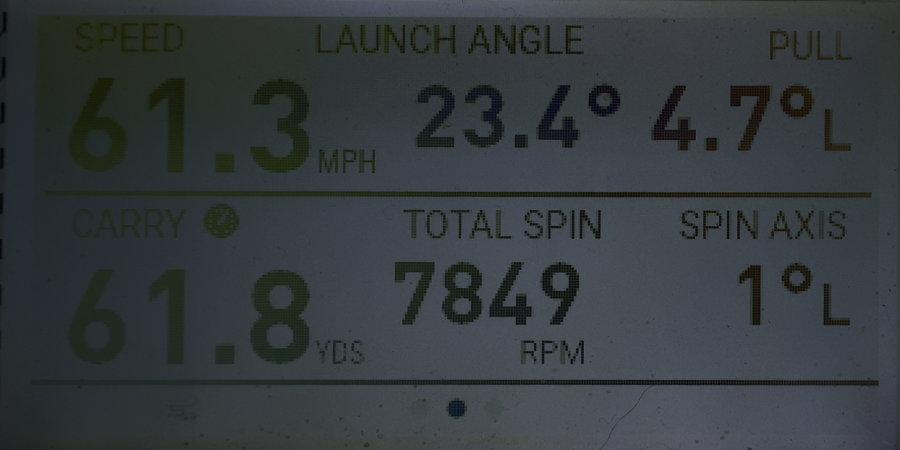 SPEED LAUNCH ANGLE PULL
61.3 MPH 23.4° 4.7° L
CARRY TOTAL SPIN SPIN AXIS
61.8 YDS 7849 RPM 1° L